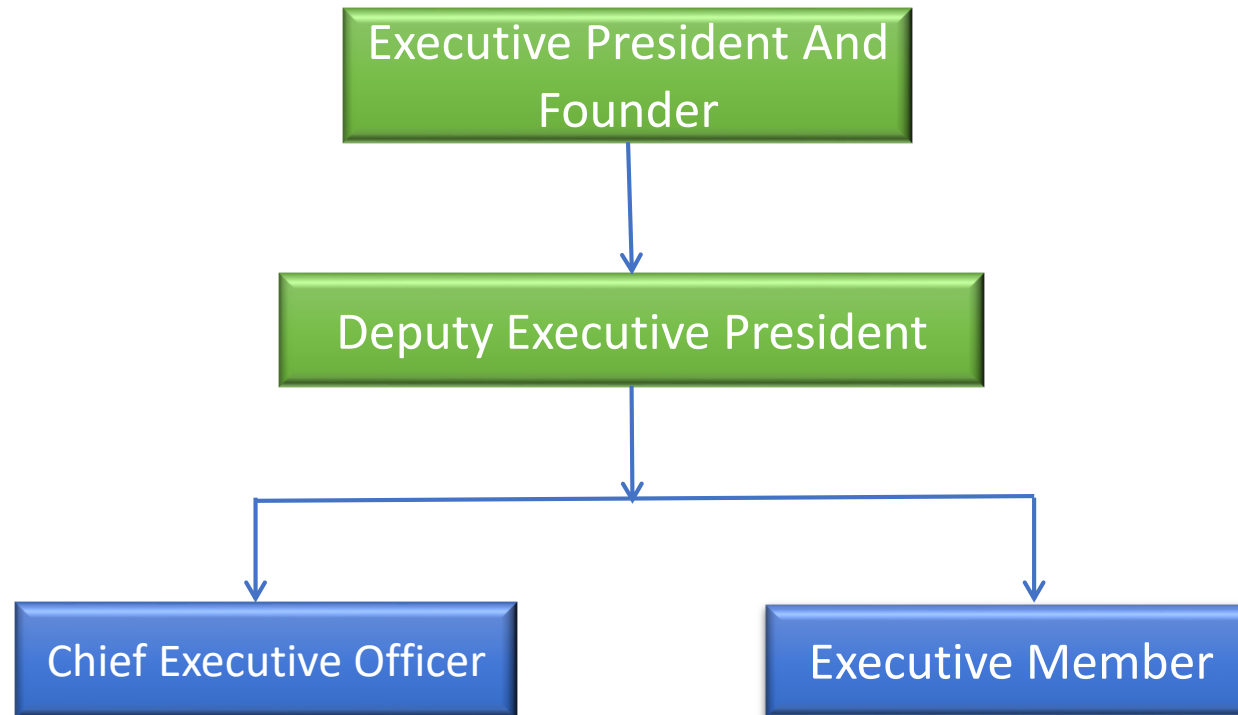 Executive President And
Founder
Deputy Executive President
Chief Executive Officer
Executive Member